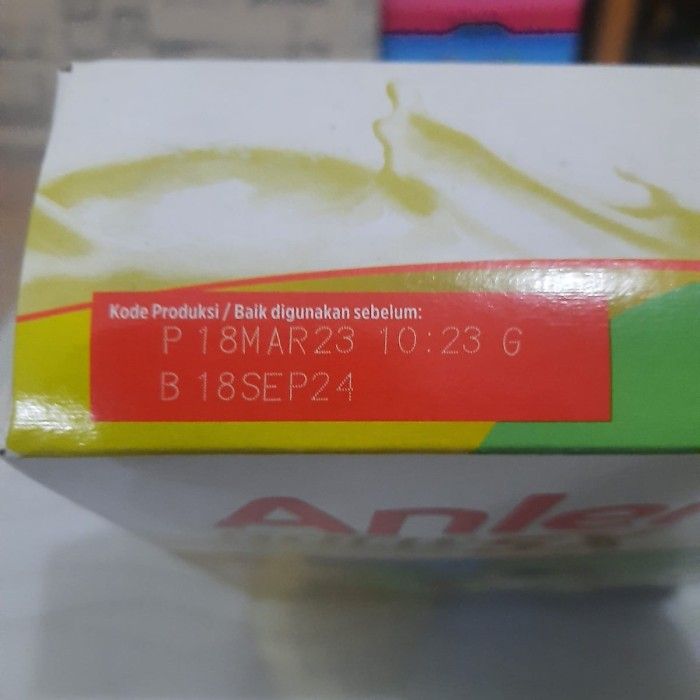 Kode Produksi / Baik digunakan sebelum:
P 18MAR23 10:23 G
B 18SEP24